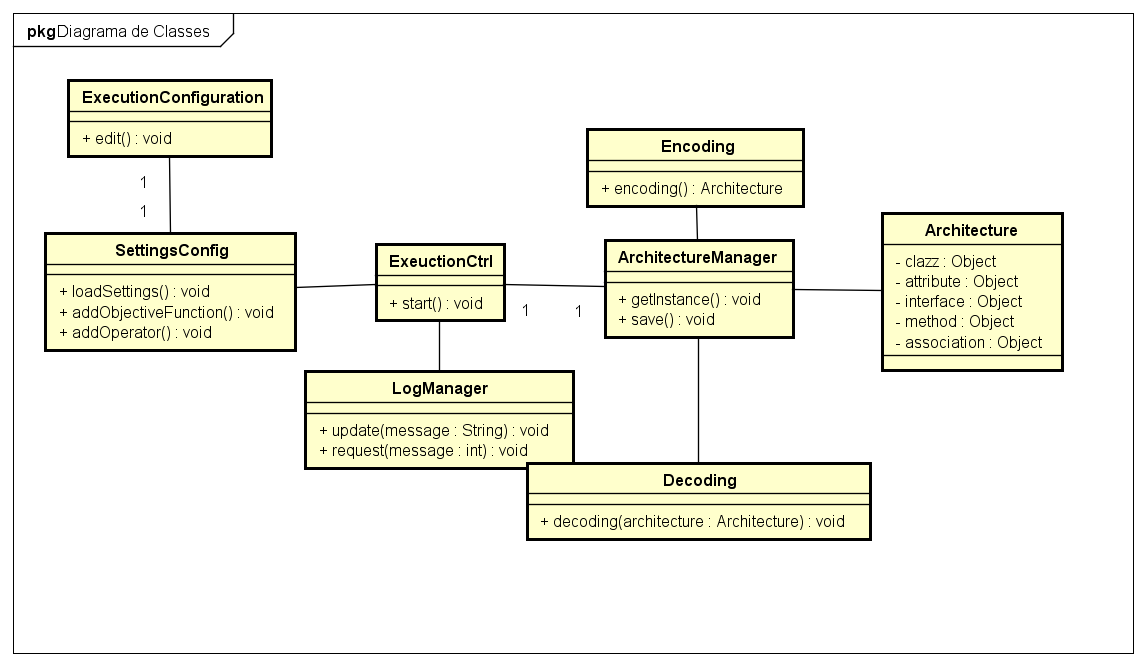 pkg Diagrama de Classes
ExecutionConfiguration
+ edit() : void
1
1
SettingsConfig
+ loadSettings() : void
+ addObjectiveFunction() : void
+ addOperator() : void
ExeuctionCtrl
+ start() : void
1
1
LogManager
+ update(message : String) : void
+ request(message : int) : void
Encoding
+ encoding() : Architecture
ArchitectureManager
+ getInstance() : void
+ save() : void
Decoding
+ decoding(architecture : Architecture) : void
Architecture
- clazz : Object
- attribute : Object
- interface : Object
- method : Object
- association : Object